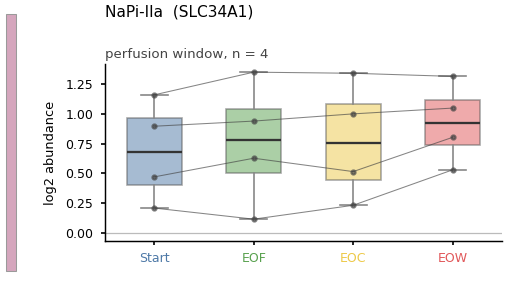 NaPi-IIa (SLC34A1)
perfusion window, n = 4
log2 abundance
1.25
1.00
0.75
0.50
0.25
0.00
Start EOF EOC EOW